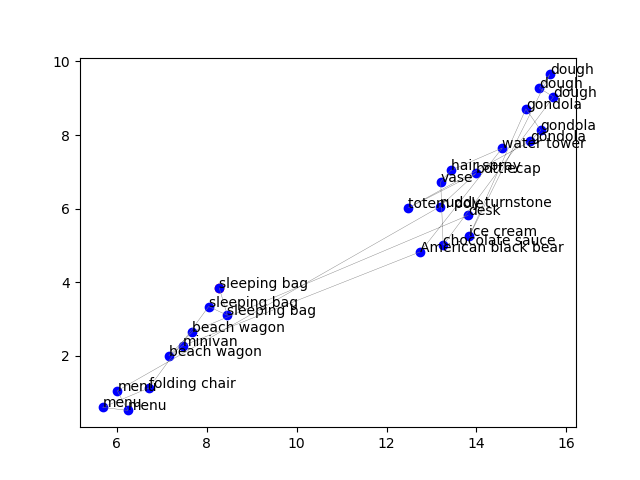 10
dough
dough
dough
gondola
gondola
gondola
8
water tower
hair spray
bottlecap
vase
6
totem pole
ruddy turnstone
desk
ice cream
chocolate sauce
American black bear
4
sleeping bag
sleeping bag
sleeping bag
beach wagon
minivan
beach wagon
2
folding chair
menu
menu
menu
6 8 10 12 14 16